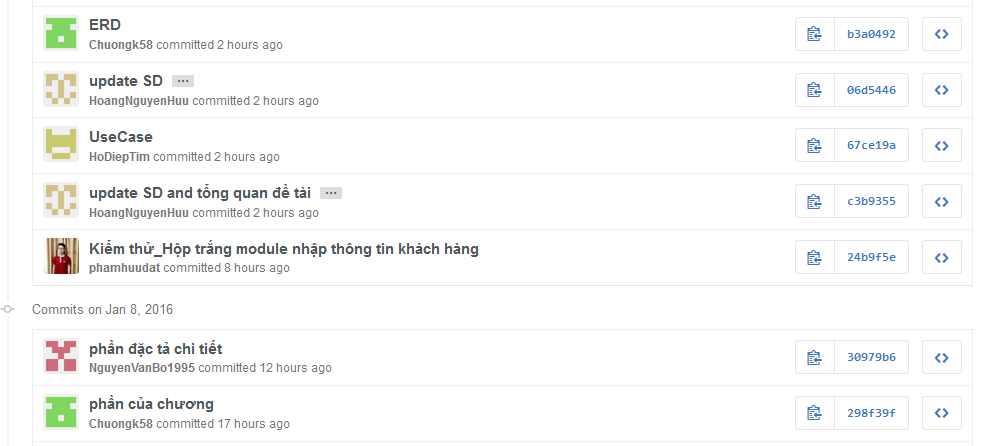 ERD
Chuongk58 committed 2 hours ago
b3a0492
update SD ...
HoangNguyenHuu committed 2 hours ago
06d5446
UseCase
HoDiepTim committed 2 hours ago
67ce19a
update SD and tổng quan đề tài ...
HoangNguyenHuu committed 2 hours ago
c3b9355
Kiểm thử_Hộp trắng module nhập thông tin khách hàng
phamhuudat committed 8 hours ago
24b9f5e
Commits on Jan 8, 2016
phần đặc tả chi tiết
NguyenVanBo1995 committed 12 hours ago
30979b6
phần của chương
Chuongk58 committed 17 hours ago
298f39f